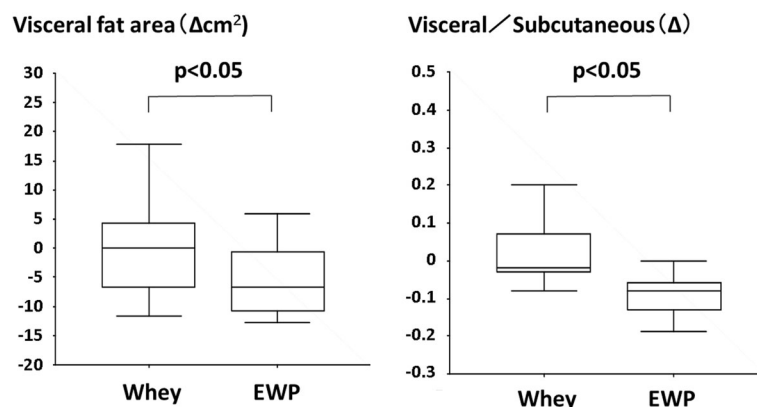 Visceral fat area（Δcm²）
30
25
20
15
10
5
0
-5
-10
-15
-20
p<0.05
Whey
EWP
Visceral／Subcutaneous（Δ）
0.5
0.4
0.3
0.2
0.1
0
-0.1
-0.2
-0.3
p<0.05
Whey
EWP